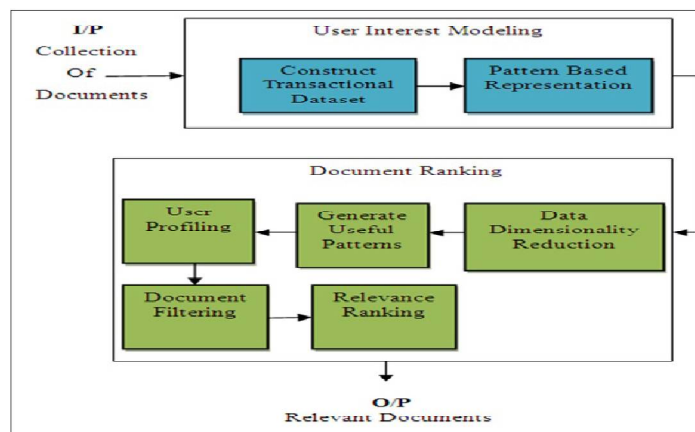 I/P
Collection
Of
Documents
User Interest Modeling
Construct
Transactional
Dataset
Pattern Based
Representation
Document Ranking
Data
Dimensionality
Reduction
Generate
Useful
Patterns
User
Profiling
Document
Filtering
Relevance
Ranking
O/P
Relevant Documents